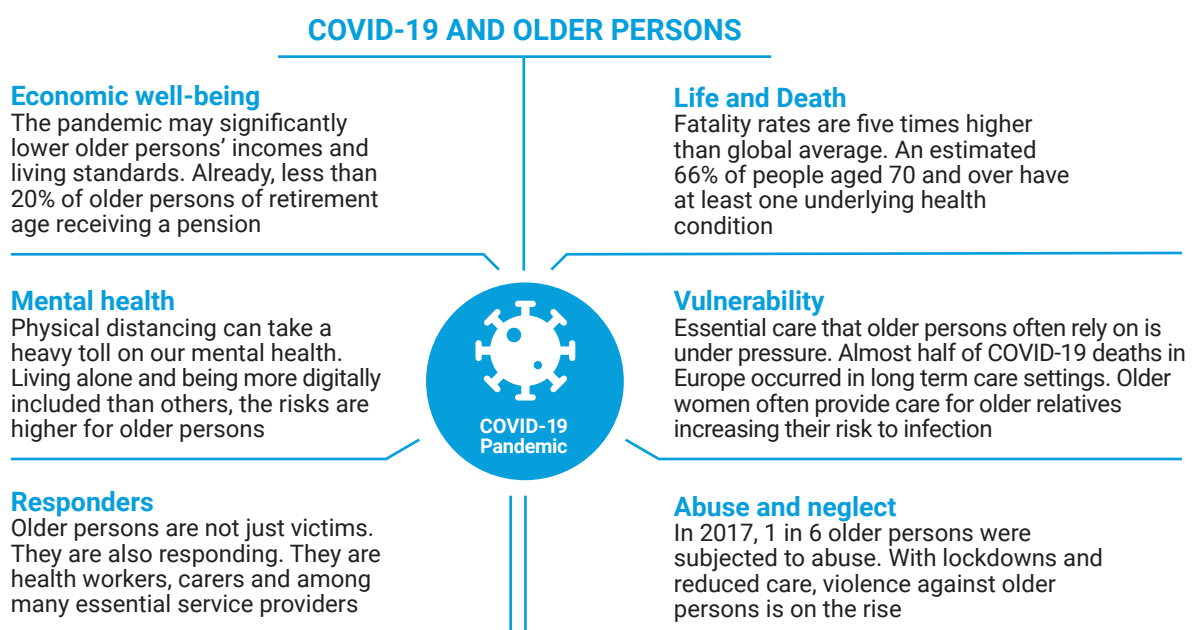 COVID-19 AND OLDER PERSONS
Economic well-being
The pandemic may significantly
lower older persons' incomes and
living standards. Already, less than
20% of older persons of retirement
age receiving a pension
Life and Death
Fatality rates are five times higher
than global average. An estimated
66% of people aged 70 and over have
at least one underlying health
condition
Mental health
Physical distancing can take a
heavy toll on our mental health.
Living alone and being more digitally
included than others, the risks are
higher for older persons
COVID-19
Pandemic
Vulnerability
Essential care that older persons often rely on is
under pressure. Almost half of COVID-19 deaths in
Europe occurred in long term care settings. Older
women often provide care for older relatives
increasing their risk to infection
Responders
Older persons are not just victims.
They are also responding. They are
health workers, carers and among
many essential service providers
Abuse and neglect
In 2017, 1 in 6 older persons were
subjected to abuse. With lockdowns and
reduced care, violence against older
persons is on the rise